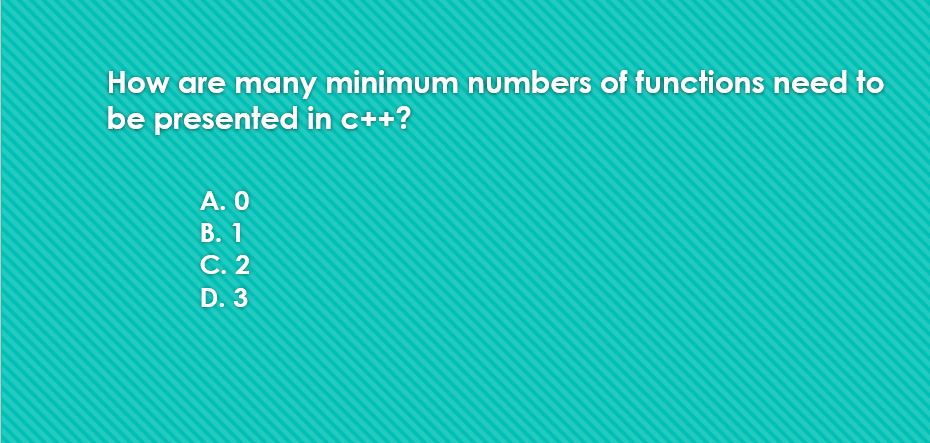 How are many minimum numbers of functions need to
be presented in c++?
A. 0
B. 1
C. 2
D. 3